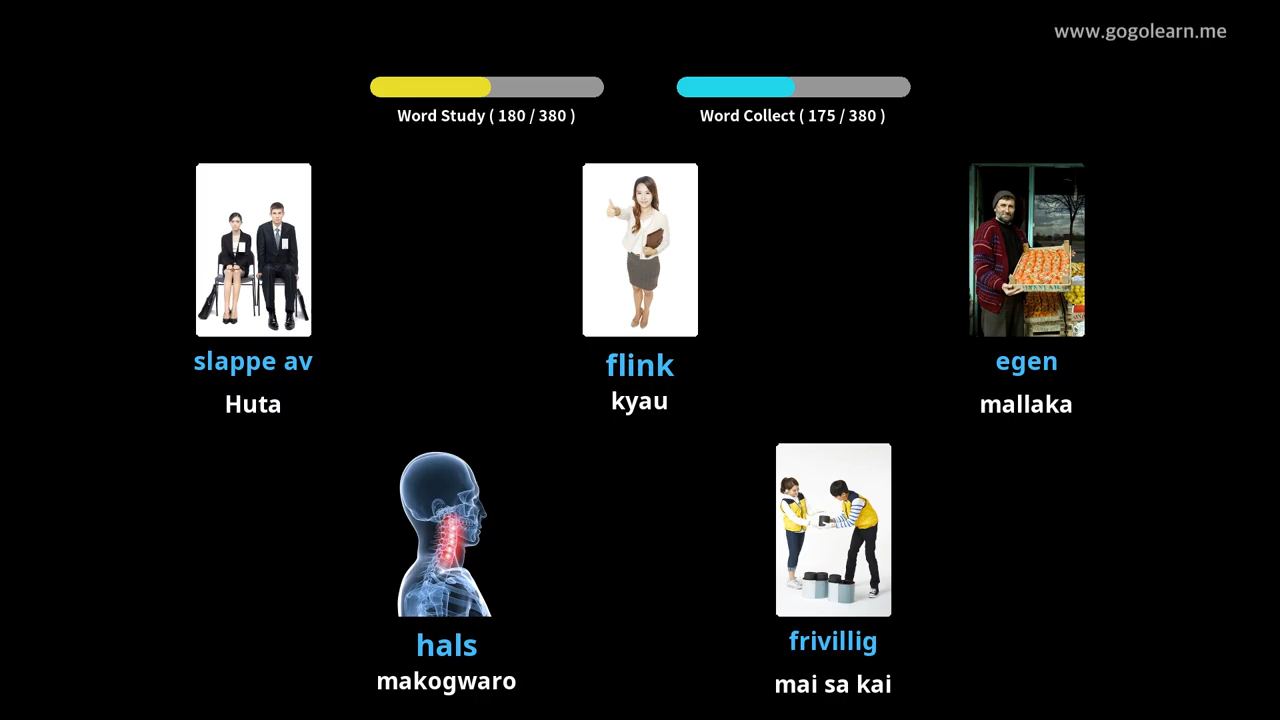 www.gogolearn.me
Word Study ( 180 / 380 )
Word Collect ( 175 / 380 )
slappe av
Huta
flink
kyau
egen
mallaka
hals
makogwaro
frivillig
mai sa kai